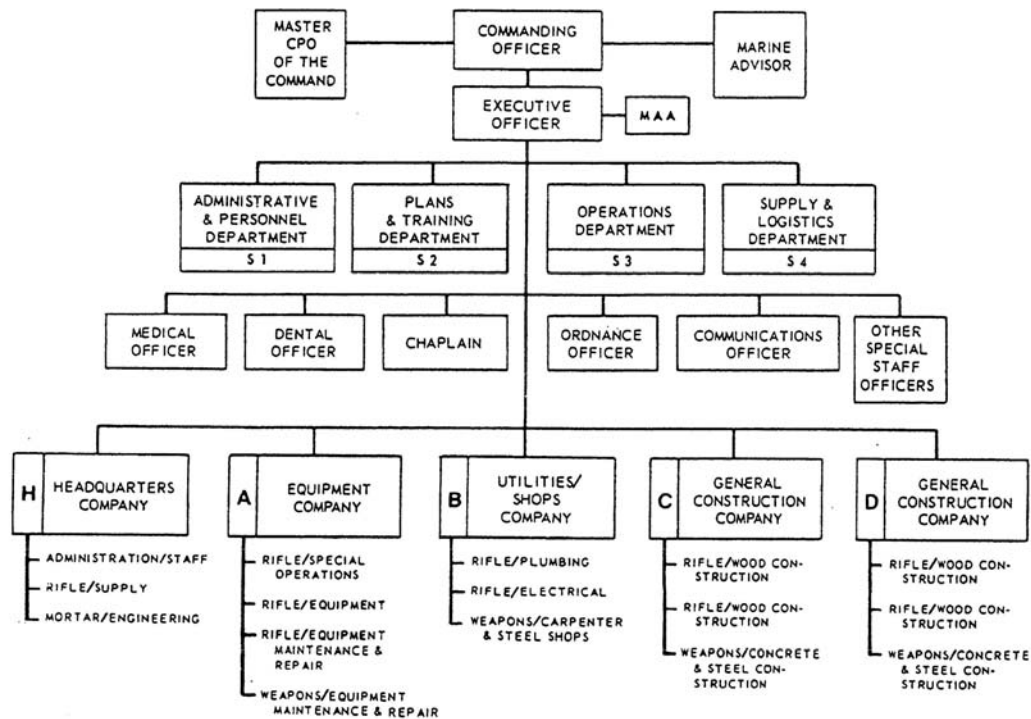 MASTER
CPO
OF THE
COMMAND
COMMANDING
OFFICER
MARINE
ADVISOR
EXECUTIVE
OFFICER
MAA
ADMINISTRATIVE
& PERSONNEL
DEPARTMENT
S 1
PLANS
& TRAINING
DEPARTMENT
S 2
OPERATIONS
DEPARTMENT
S 3
SUPPLY &
LOGISTICS
DEPARTMENT
S 4
MEDICAL
OFFICER
DENTAL
OFFICER
CHAPLAIN
ORDNANCE
OFFICER
COMMUNICATIONS
OFFICER
OTHER
SPECIAL
STAFF
OFFICERS
H
HEADQUARTERS
COMPANY
ADMINISTRATION/STAFF
RIFLE/SUPPLY
MORTAR/ENGINEERING
A
EQUIPMENT
COMPANY
RIFLE/SPECIAL
OPERATIONS
RIFLE/EQUIPMENT
RIFLE/EQUIPMENT
MAINTENANCE &
REPAIR
WEAPONS/EQUIPMENT
MAINTENANCE & REPAIR
B
UTILITIES/
SHOPS
COMPANY
RIFLE/PLUMBING
RIFLE/ELECTRICAL
WEAPONS/CARPENTER
& STEEL SHOPS
C
GENERAL
CONSTRUCTION
COMPANY
RIFLE/WOOD CON-
STRUCTION
RIFLE/WOOD CON-
STRUCTION
WEAPONS/CONCRETE
& STEEL CON-
STRUCTION
D
GENERAL
CONSTRUCTION
COMPANY
RIFLE/WOOD CON-
STRUCTION
RIFLE/WOOD CON-
STRUCTION
WEAPONS/CONCRETE
& STEEL CON-
STRUCTION